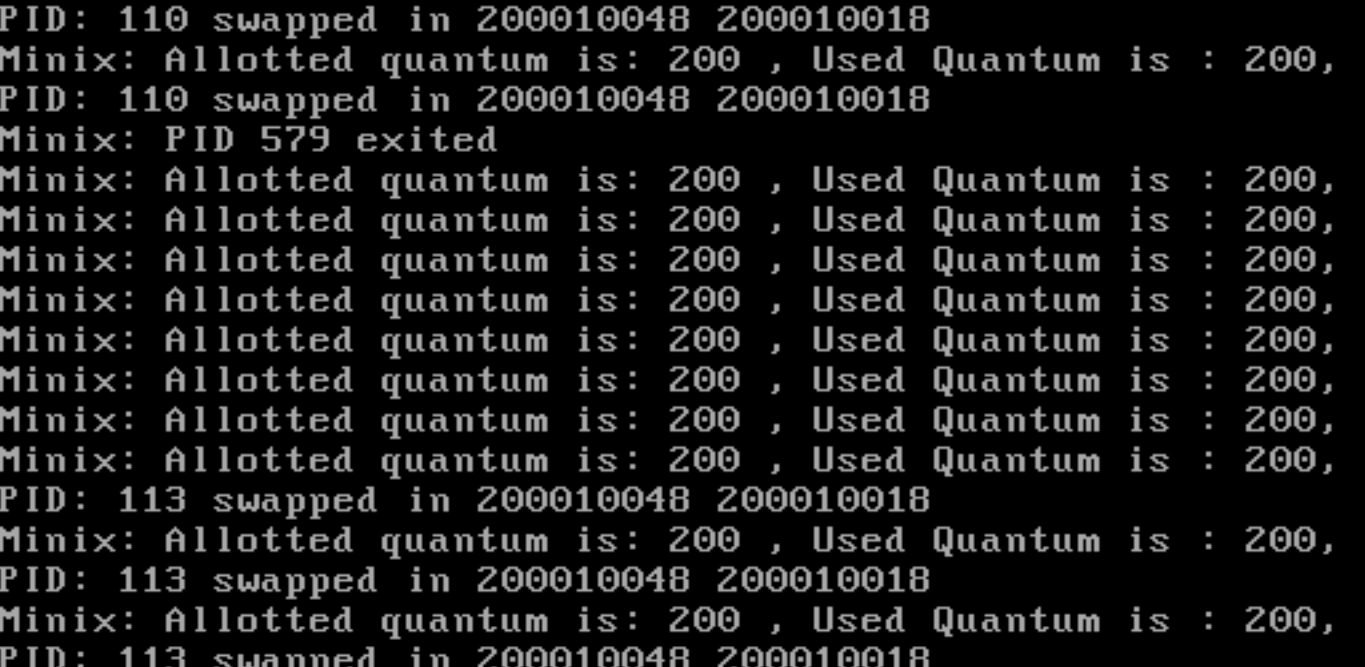 PID: 110 swapped in 200010048 200010018
Minix: Allotted quantum is: 200 , Used Quantum is : 200,
PID: 110 swapped in 200010048 200010018
Minix: PID 579 exited
Minix: Allotted quantum is: 200 , Used Quantum is : 200,
Minix: Allotted quantum is: 200 , Used Quantum is : 200,
Minix: Allotted quantum is: 200 , Used Quantum is : 200,
Minix: Allotted quantum is: 200 , Used Quantum is : 200,
Minix: Allotted quantum is: 200 , Used Quantum is : 200,
Minix: Allotted quantum is: 200 , Used Quantum is : 200,
Minix: Allotted quantum is: 200 , Used Quantum is : 200,
Minix: Allotted quantum is: 200 , Used Quantum is : 200,
PID: 113 swapped in 200010048 200010018
Minix: Allotted quantum is: 200 , Used Quantum is : 200,
PID: 113 swapped in 200010048 200010018
Minix: Allotted quantum is: 200 , Used Quantum is : 200,
PID: 113 swapped in 200010048 200010018